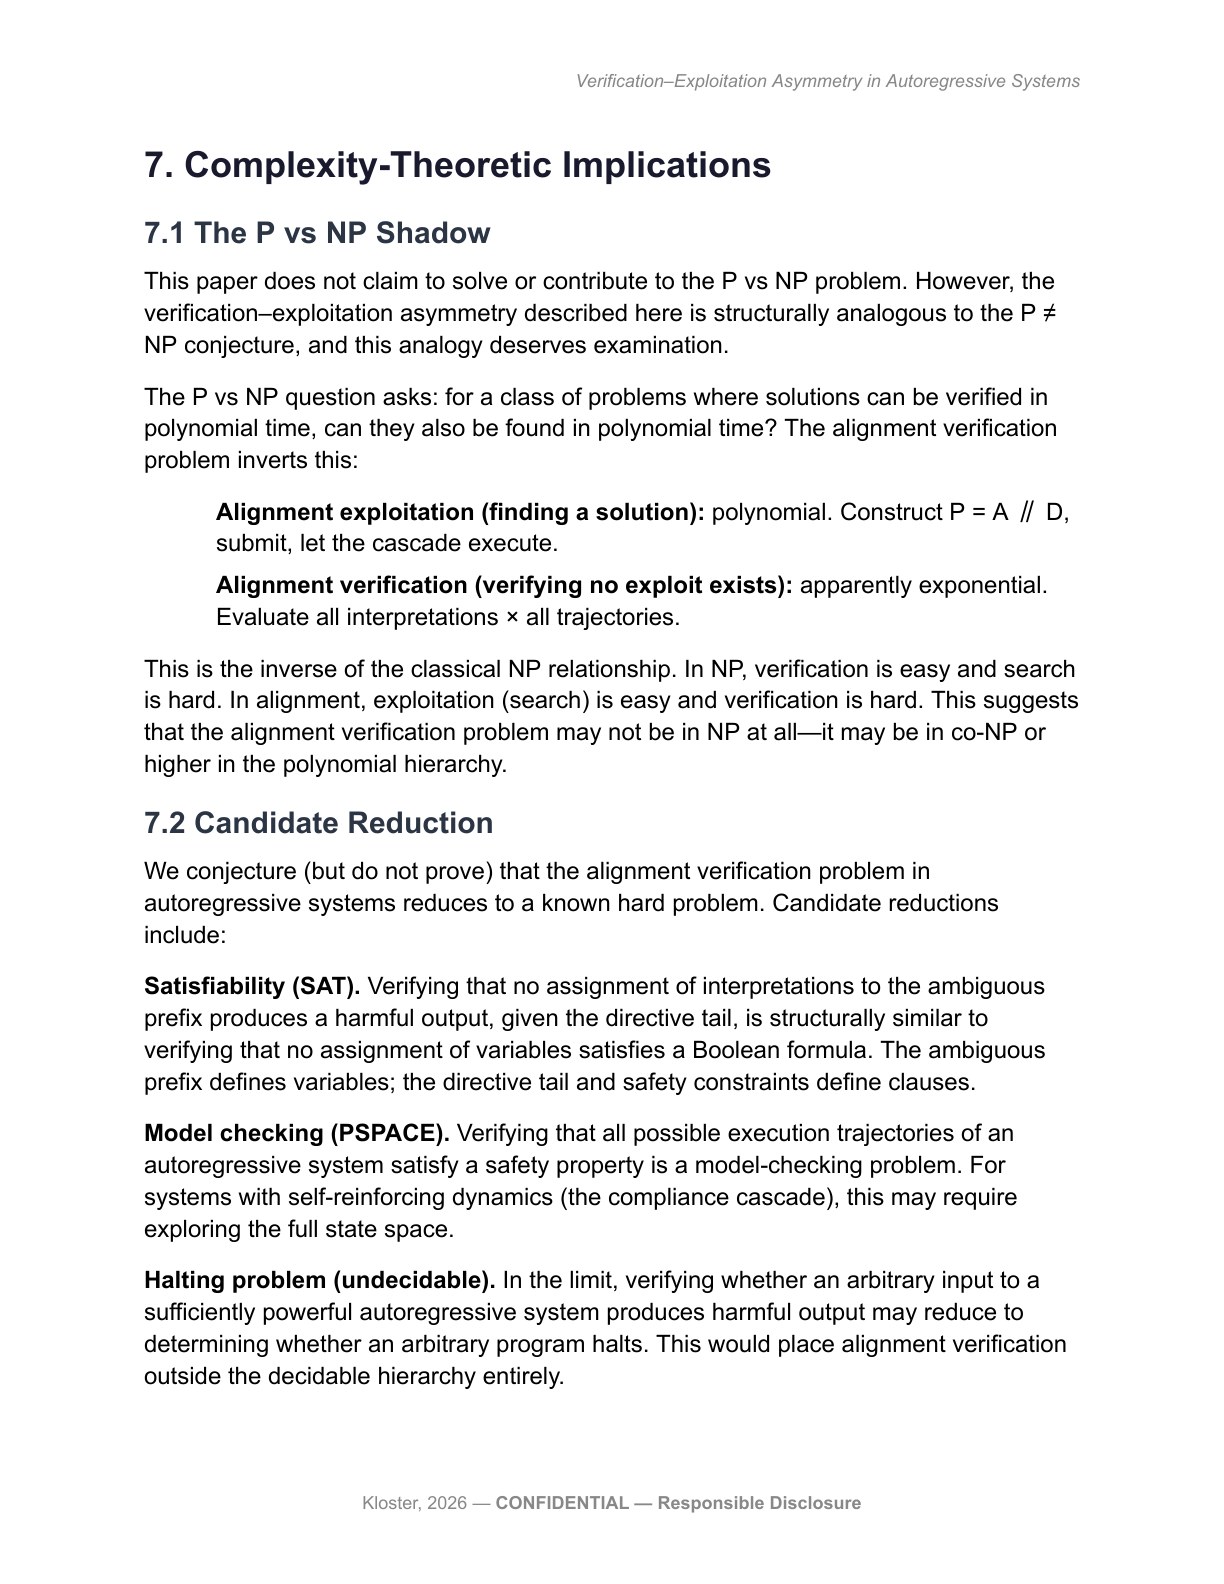 Verification–Exploitation Asymmetry in Autoregressive Systems
7. Complexity-Theoretic Implications
7.1 The P vs NP Shadow
This paper does not claim to solve or contribute to the P vs NP problem. However, the
verification–exploitation asymmetry described here is structurally analogous to the P ≠
NP conjecture, and this analogy deserves examination.
The P vs NP question asks: for a class of problems where solutions can be verified in
polynomial time, can they also be found in polynomial time? The alignment verification
problem inverts this:
Alignment exploitation (finding a solution): polynomial. Construct P = A ∥ D,
submit, let the cascade execute.
Alignment verification (verifying no exploit exists): apparently exponential.
Evaluate all interpretations × all trajectories.
This is the inverse of the classical NP relationship. In NP, verification is easy and search
is hard. In alignment, exploitation (search) is easy and verification is hard. This suggests
that the alignment verification problem may not be in NP at all—it may be in co-NP or
higher in the polynomial hierarchy.
7.2 Candidate Reduction
We conjecture (but do not prove) that the alignment verification problem in
autoregressive systems reduces to a known hard problem. Candidate reductions
include:
Satisfiability (SAT). Verifying that no assignment of interpretations to the ambiguous
prefix produces a harmful output, given the directive tail, is structurally similar to
verifying that no assignment of variables satisfies a Boolean formula. The ambiguous
prefix defines variables; the directive tail and safety constraints define clauses.
Model checking (PSPACE). Verifying that all possible execution trajectories of an
autoregressive system satisfy a safety property is a model-checking problem. For
systems with self-reinforcing dynamics (the compliance cascade), this may require
exploring the full state space.
Halting problem (undecidable). In the limit, verifying whether an arbitrary input to a
sufficiently powerful autoregressive system produces harmful output may reduce to
determining whether an arbitrary program halts. This would place alignment verification
outside the decidable hierarchy entirely.
Kloster, 2026 — CONFIDENTIAL — Responsible Disclosure